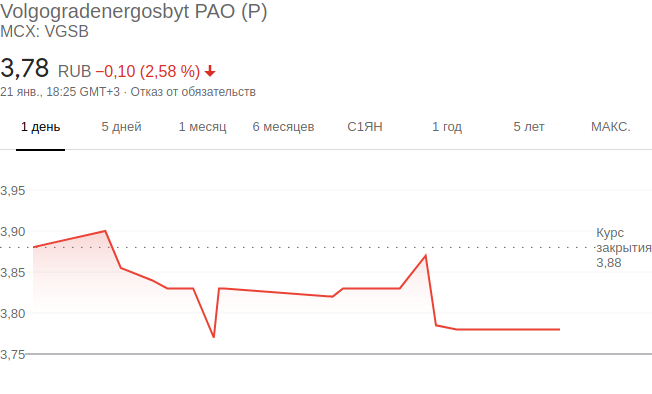 Volgogradenergosbyt PAO (P)
MCX: VGSB
3,78 RUB −0,10 (2,58 %)
21 янв., 18:25 GMT+3 · Отказ от обязательств
1 день 5 дней 1 месяц 6 месяцев С1ЯН 1 год 5 лет МАКС.
3,95
3,90
3,85
3,80
3,75
Курс
закрытия
3,88